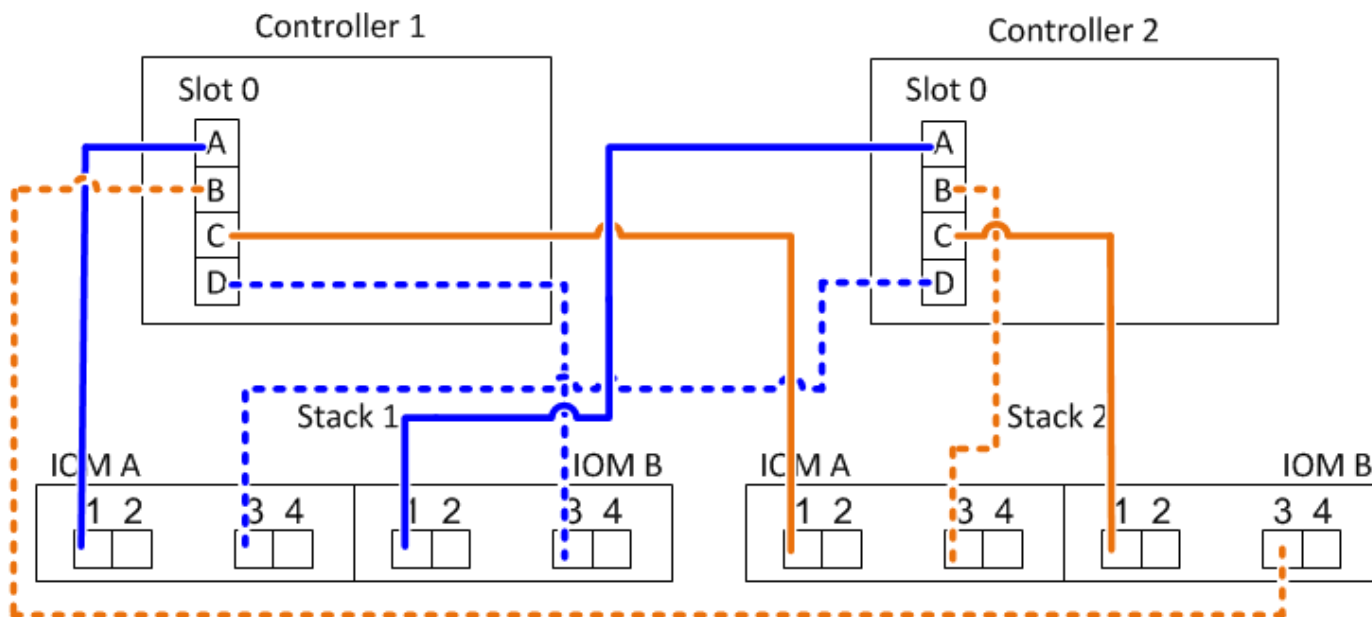 Controller 1
Controller 2
Slot 0
Slot 0
A
A
B
B
C
C
D
D
Stack 1
Stack 2
IOM A
IOM B
IOM A
IOM B
1 2
3 4
1 2
3 4
1 2
3 4
1 2
3 4